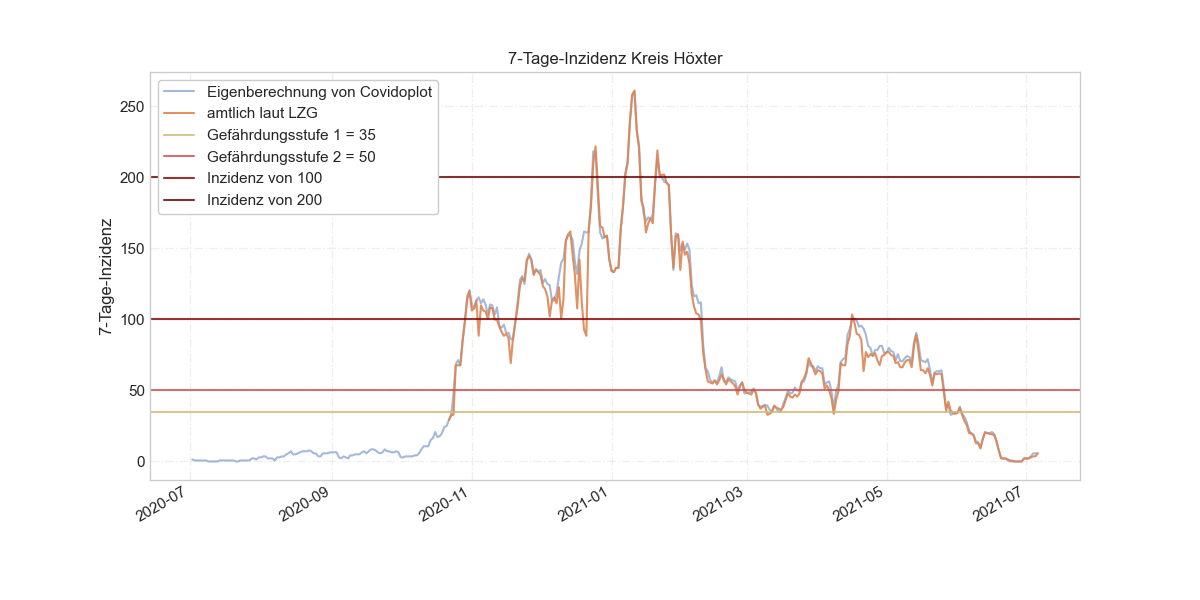 7-Tage-Inzidenz Kreis Höxter
Eigenberechnung von Covidoplot
amtlich laut LZG
Gefährdungsstufe 1 = 35
Gefährdungsstufe 2 = 50
Inzidenz von 100
Inzidenz von 200
7-Tage-Inzidenz
250
200
150
100
50
0
2020-07
2020-09
2020-11
2021-01
2021-03
2021-05
2021-07